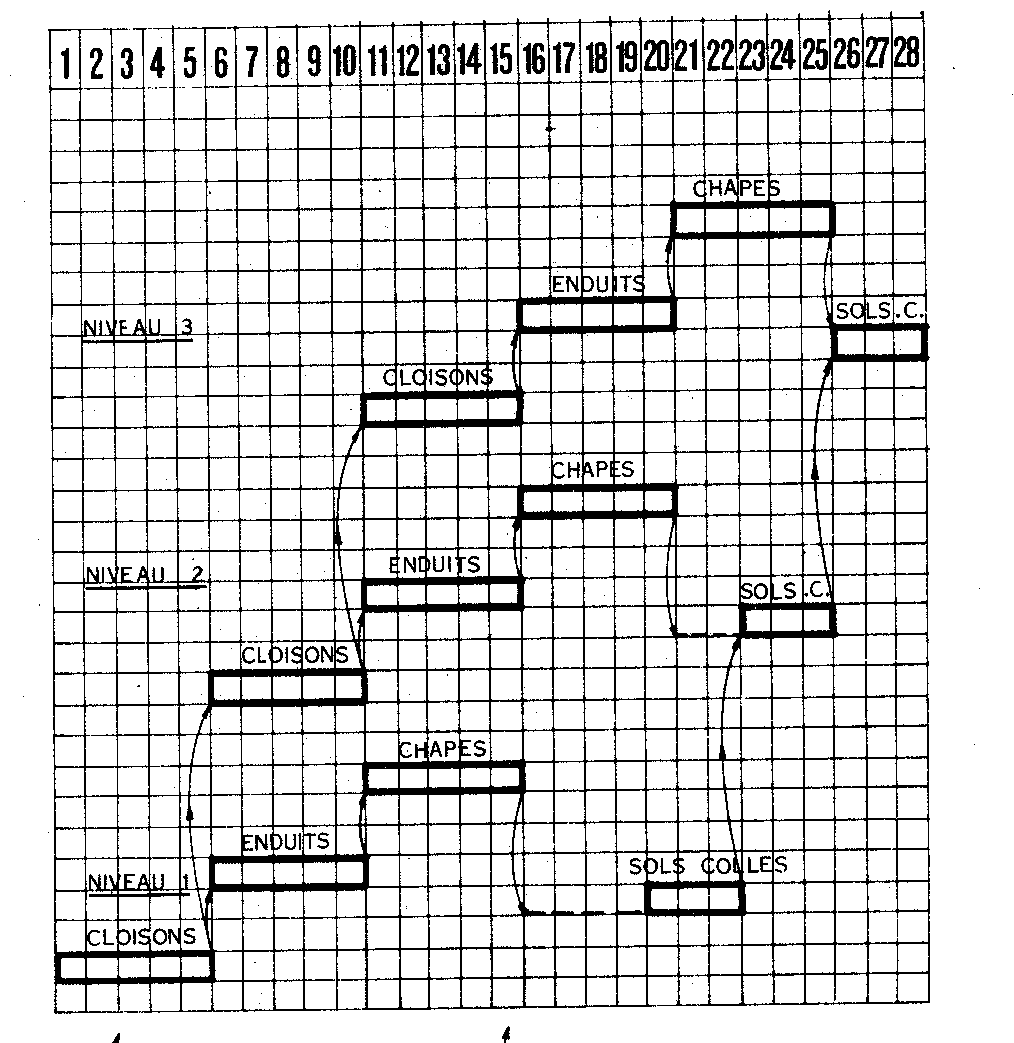 1 2 3 4 5 6 7 8 9 10 11 12 13 14 15 16 17 18 19 20 21 22 23 24 25 26 27 28
CHAPES
ENDUITS
SOLS.C.
NIVEAU 3
CLOISONS
CHAPES
ENDUITS
NIVEAU 2
SOLS.C.
CLOISONS
CHAPES
ENDUITS
SOLS COLLES
NIVEAU 1
CLOISONS